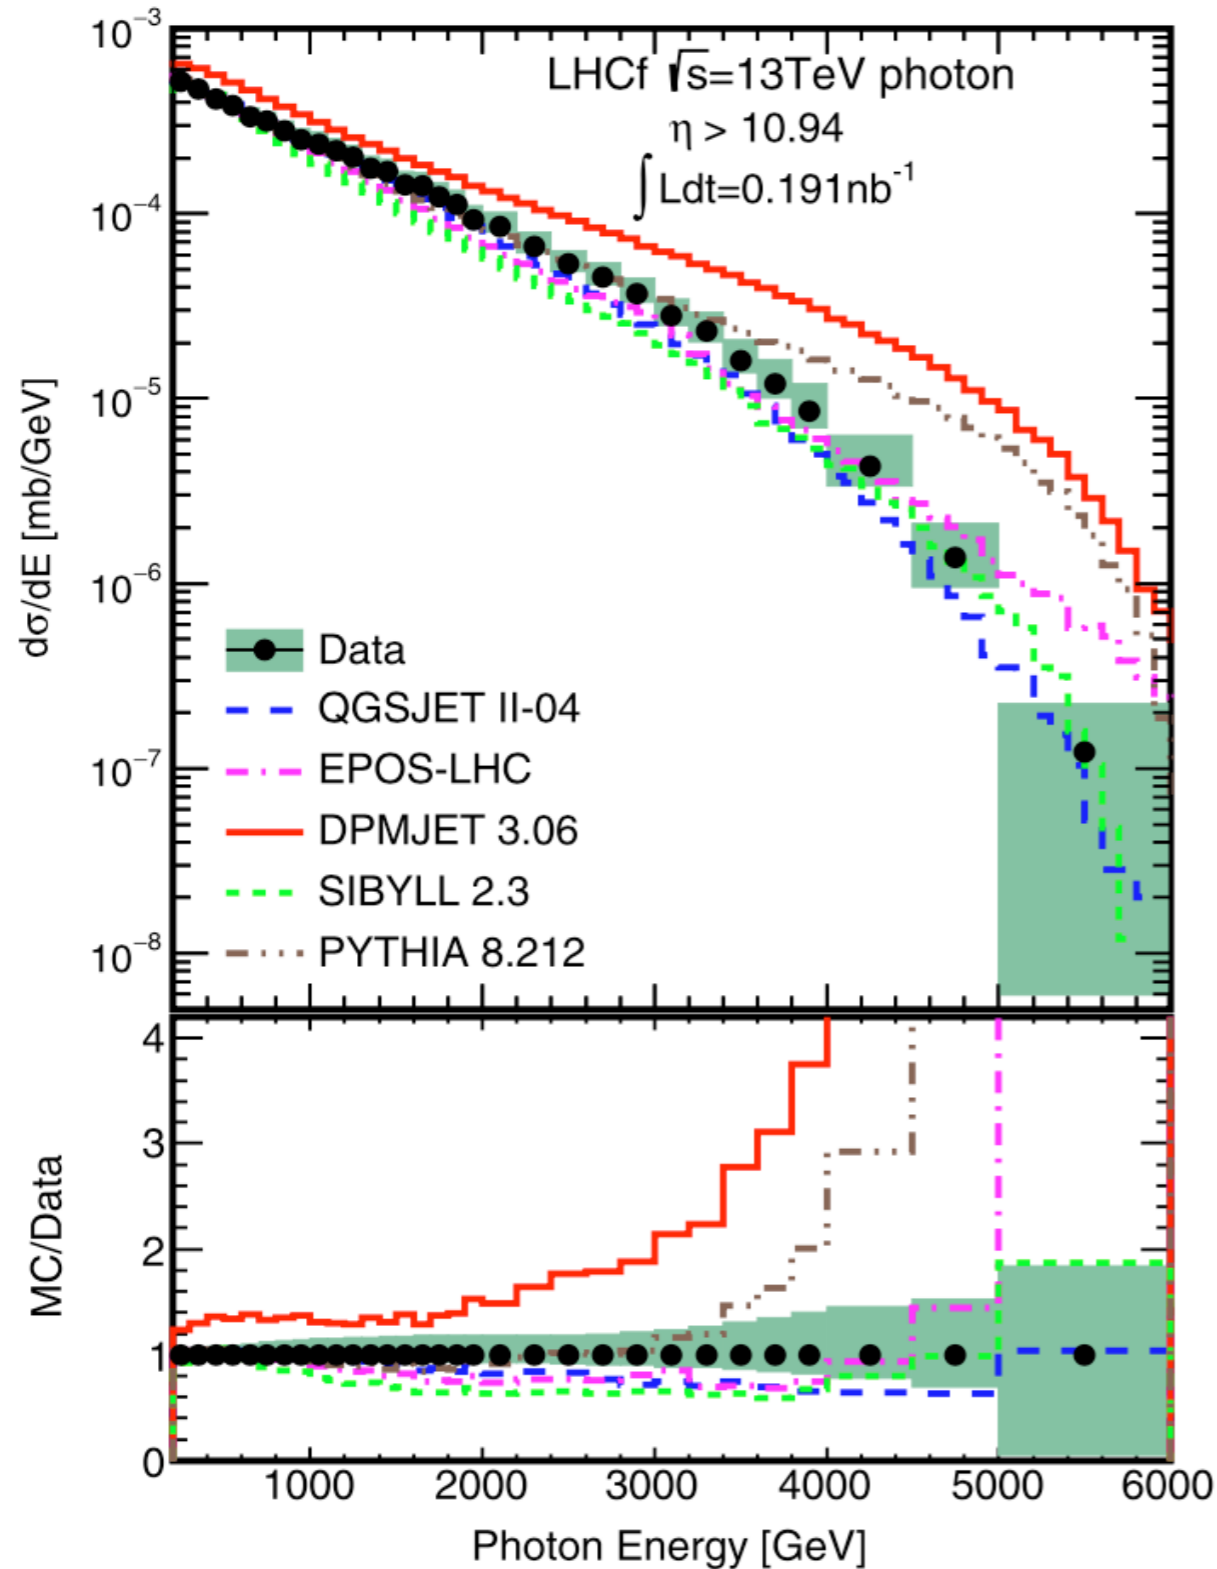 LHCf √s=13TeV photon
η > 10.94
∫Ldt=0.191nb⁻¹
dσ/dE [mb/GeV]
10⁻³
10⁻⁴
10⁻⁵
10⁻⁶
10⁻⁷
10⁻⁸
Data
QGSJET II-04
EPOS-LHC
DPMJET 3.06
SIBYLL 2.3
PYTHIA 8.212
MC/Data
4
3
2
1
0
1000 2000 3000 4000 5000 6000
Photon Energy [GeV]